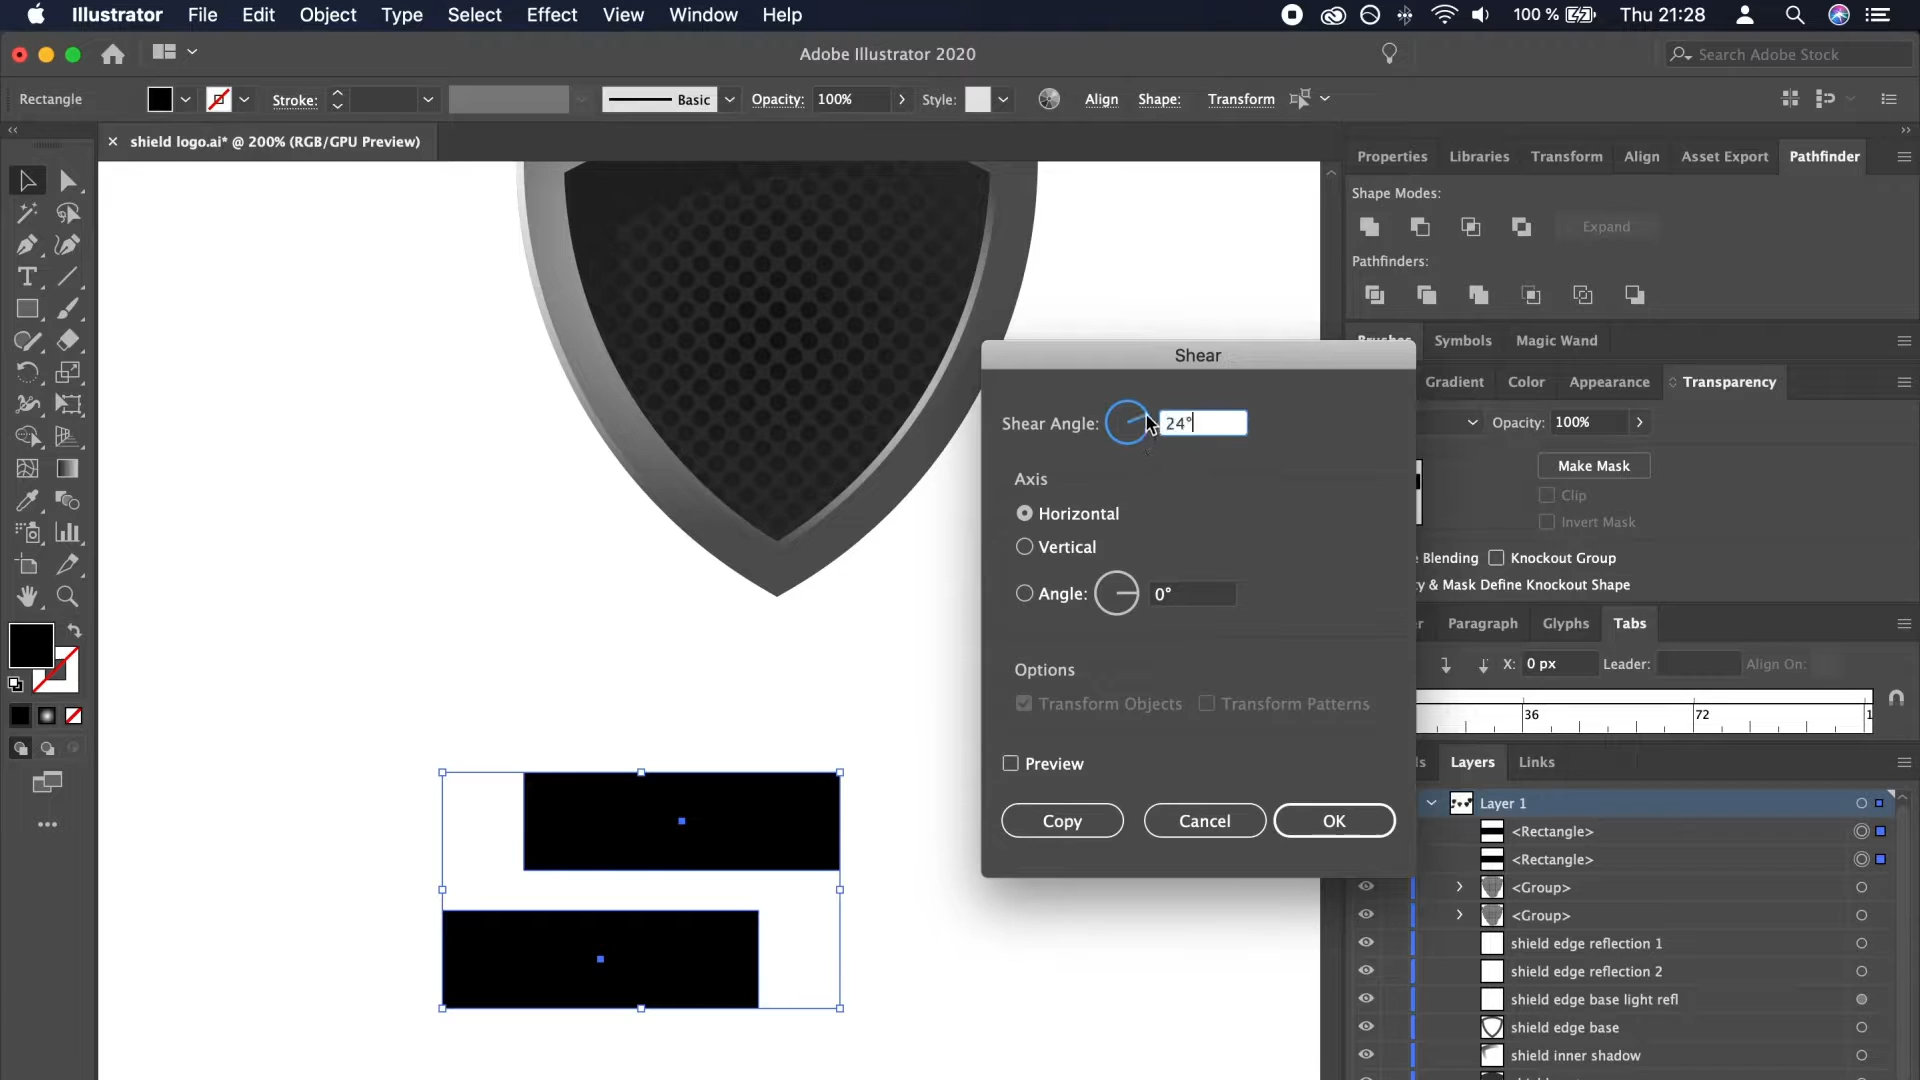 Illustrator File Edit Object Type Select Effect View Window Help 100 % Thu 21:28
Adobe Illustrator 2020 Search Adobe Stock
Rectangle Stroke: Basic Opacity: 100% Style: Align Shape: Transform
shield logo.ai* @ 200% (RGB/GPU Preview)
Properties Libraries Transform Align Asset Export Pathfinder
Shape Modes:
Expand
Pathfinders:
Brushes Symbols Magic Wand
Shear
Gradient Color Appearance Transparency
Shear Angle: 24°
Opacity: 100%
Make Mask
Axis
Clip
Horizontal
Invert Mask
Vertical
Blending Knockout Group
Angle: 0°
& Mask Define Knockout Shape
Paragraph Glyphs Tabs
X: 0 px Leader: Align On:
Options
Transform Objects Transform Patterns
36 72 1
Preview
Layers Links
Copy Cancel OK
Layer 1
<Rectangle>
<Rectangle>
<Group>
<Group>
shield edge reflection 1
shield edge reflection 2
shield edge base light refl
shield edge base
shield inner shadow